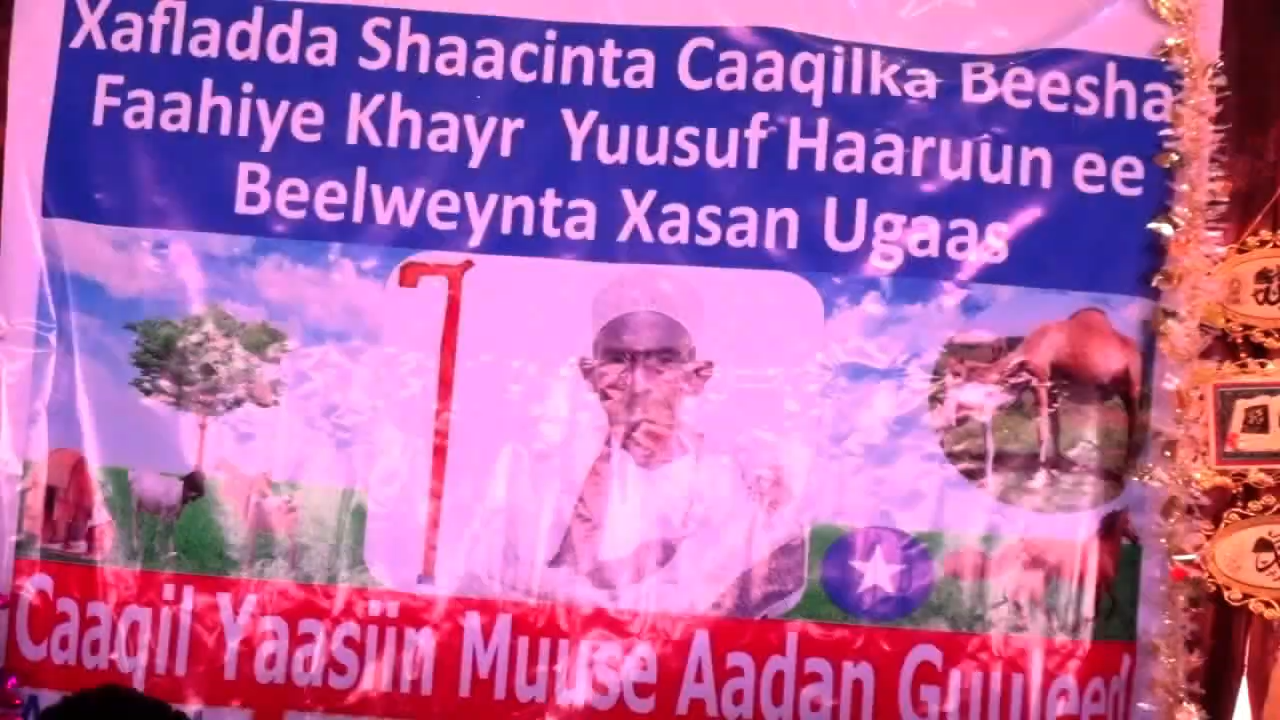 Xafladda Shaacinta Caaqilka Beesha
Faahiye Khayr Yuusuf Haaruun ee
Beelweynta Xasan Ugaas
Caaqil Yaasiin Muuse Aadan Guuleed